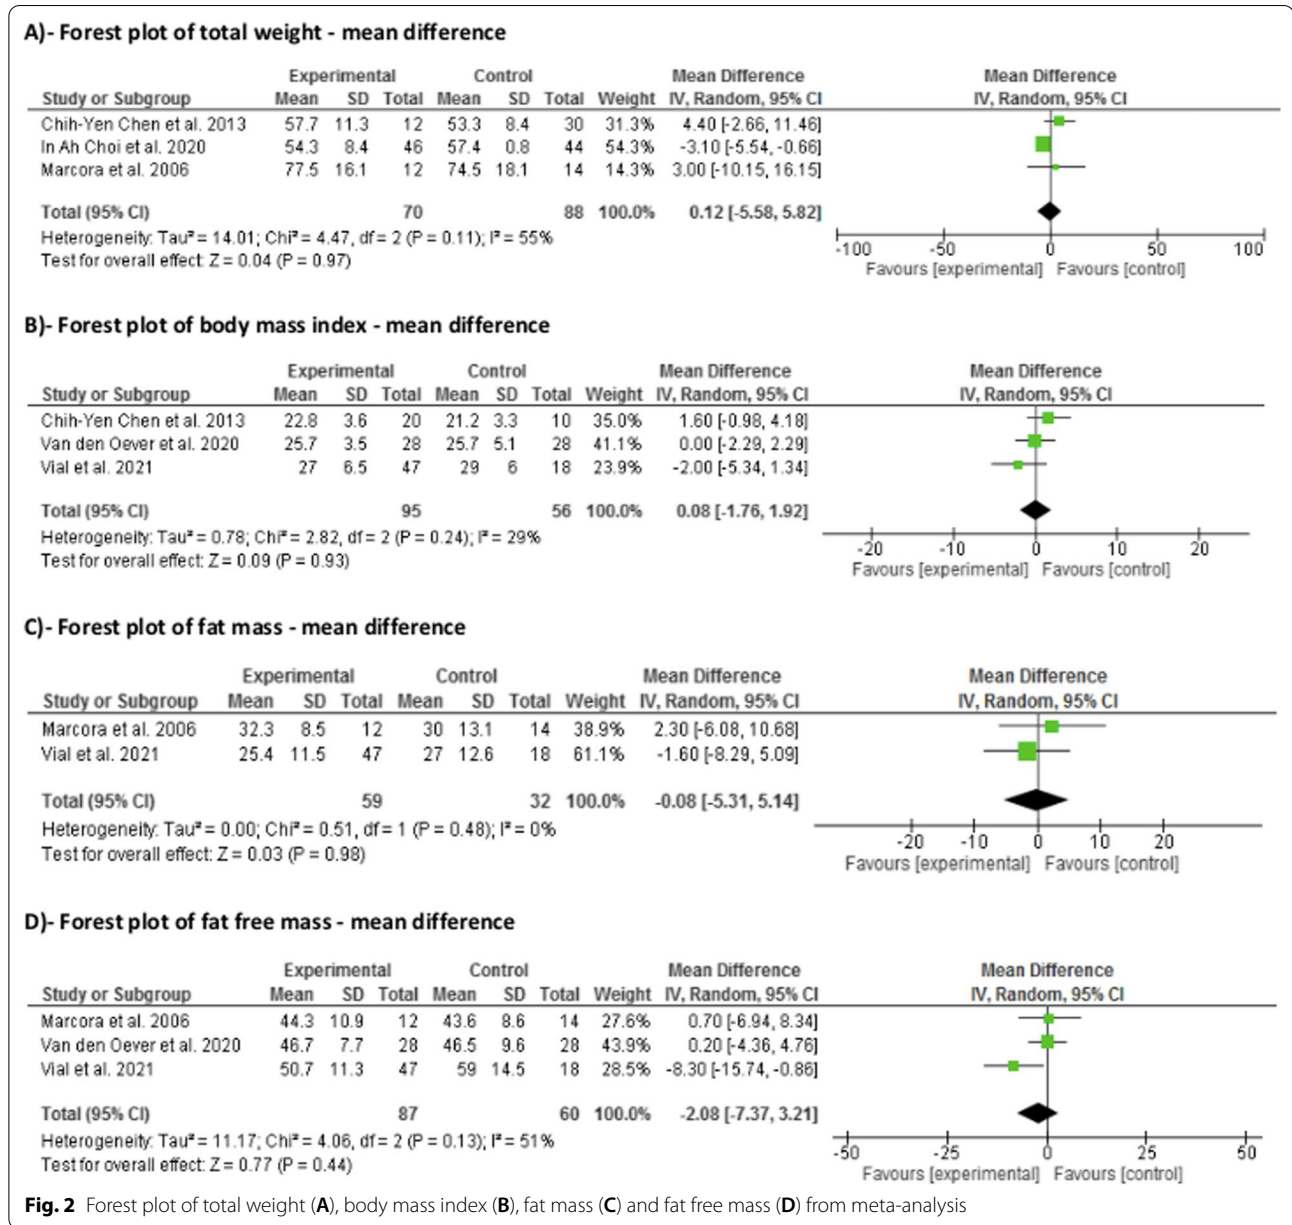 A)- Forest plot of total weight - mean difference
Experimental Control Mean Difference Mean Difference
Study or Subgroup Mean SD Total Mean SD Total Weight IV, Random, 95% CI IV, Random, 95% CI
Chih-Yen Chen et al. 2013 57.7 11.3 12 53.3 8.4 30 31.3% 4.40 [-2.66, 11.46]
In Ah Choi et al. 2020 54.3 8.4 46 57.4 0.8 44 54.3% -3.10 [-5.54, -0.66]
Marcora et al. 2006 77.5 16.1 12 74.5 18.1 14 14.3% 3.00 [-10.15, 16.15]
Total (95% CI) 70 88 100.0% 0.12 [-5.58, 5.82]
Heterogeneity: Tau² = 14.01; Chi² = 4.47, df = 2 (P = 0.11); I² = 55%
Test for overall effect: Z = 0.04 (P = 0.97)
-100 -50 0 50 100
Favours [experimental] Favours [control]
B)- Forest plot of body mass index - mean difference
Experimental Control Mean Difference Mean Difference
Study or Subgroup Mean SD Total Mean SD Total Weight IV, Random, 95% CI IV, Random, 95% CI
Chih-Yen Chen et al. 2013 22.8 3.6 20 21.2 3.3 10 35.0% 1.60 [-0.98, 4.18]
Van den Oever et al. 2020 25.7 3.5 28 25.7 5.1 28 41.1% 0.00 [-2.29, 2.29]
Vial et al. 2021 27 6.5 47 29 6 18 23.9% -2.00 [-5.34, 1.34]
Total (95% CI) 95 56 100.0% 0.08 [-1.76, 1.92]
Heterogeneity: Tau² = 0.78; Chi² = 2.82, df = 2 (P = 0.24); I² = 29%
Test for overall effect: Z = 0.09 (P = 0.93)
-20 -10 0 10 20
Favours [experimental] Favours [control]
C)- Forest plot of fat mass - mean difference
Experimental Control Mean Difference Mean Difference
Study or Subgroup Mean SD Total Mean SD Total Weight IV, Random, 95% CI IV, Random, 95% CI
Marcora et al. 2006 32.3 8.5 12 30 13.1 14 38.9% 2.30 [-6.08, 10.68]
Vial et al. 2021 25.4 11.5 47 27 12.6 18 61.1% -1.60 [-8.29, 5.09]
Total (95% CI) 59 32 100.0% -0.08 [-5.31, 5.14]
Heterogeneity: Tau² = 0.00; Chi² = 0.51, df = 1 (P = 0.48); I² = 0%
Test for overall effect: Z = 0.03 (P = 0.98)
-20 -10 0 10 20
Favours [experimental] Favours [control]
D)- Forest plot of fat free mass - mean difference
Experimental Control Mean Difference Mean Difference
Study or Subgroup Mean SD Total Mean SD Total Weight IV, Random, 95% CI IV, Random, 95% CI
Marcora et al. 2006 44.3 10.9 12 43.6 8.6 14 27.6% 0.70 [-6.94, 8.34]
Van den Oever et al. 2020 46.7 7.7 28 46.5 9.6 28 43.9% 0.20 [-4.36, 4.76]
Vial et al. 2021 50.7 11.3 47 59 14.5 18 28.5% -8.30 [-15.74, -0.86]
Total (95% CI) 87 60 100.0% -2.08 [-7.37, 3.21]
Heterogeneity: Tau² = 11.17; Chi² = 4.06, df = 2 (P = 0.13); I² = 51%
Test for overall effect: Z = 0.77 (P = 0.44)
-50 -25 0 25 50
Favours [experimental] Favours [control]
Fig. 2 Forest plot of total weight (A), body mass index (B), fat mass (C) and fat free mass (D) from meta-analysis